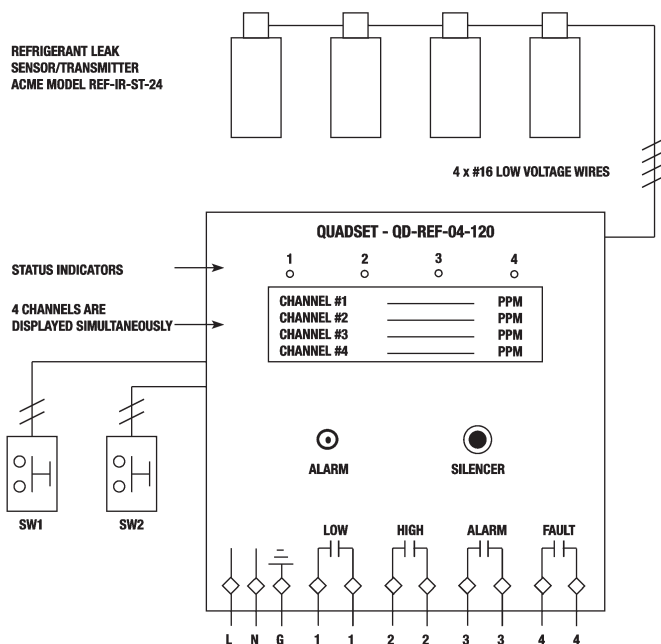 REFRIGERANT LEAK
SENSOR/TRANSMITTER
ACME MODEL REF-IR-ST-24
4 x #16 LOW VOLTAGE WIRES
QUADSET - QD-REF-04-120
1 2 3 4
STATUS INDICATORS
4 CHANNELS ARE
DISPLAYED SIMULTANEOUSLY
CHANNEL #1 PPM
CHANNEL #2 PPM
CHANNEL #3 PPM
CHANNEL #4 PPM
ALARM SILENCER
SW1 SW2
LOW HIGH ALARM FAULT
L N G 1 1 2 2 3 3 4 4